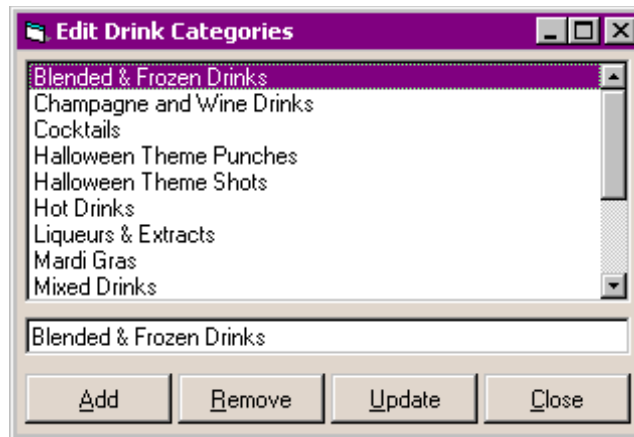 Edit Drink Categories
Blended & Frozen Drinks
Champagne and Wine Drinks
Cocktails
Halloween Theme Punches
Halloween Theme Shots
Hot Drinks
Liqueurs & Extracts
Mardi Gras
Mixed Drinks
Blended & Frozen Drinks
Add Remove Update Close